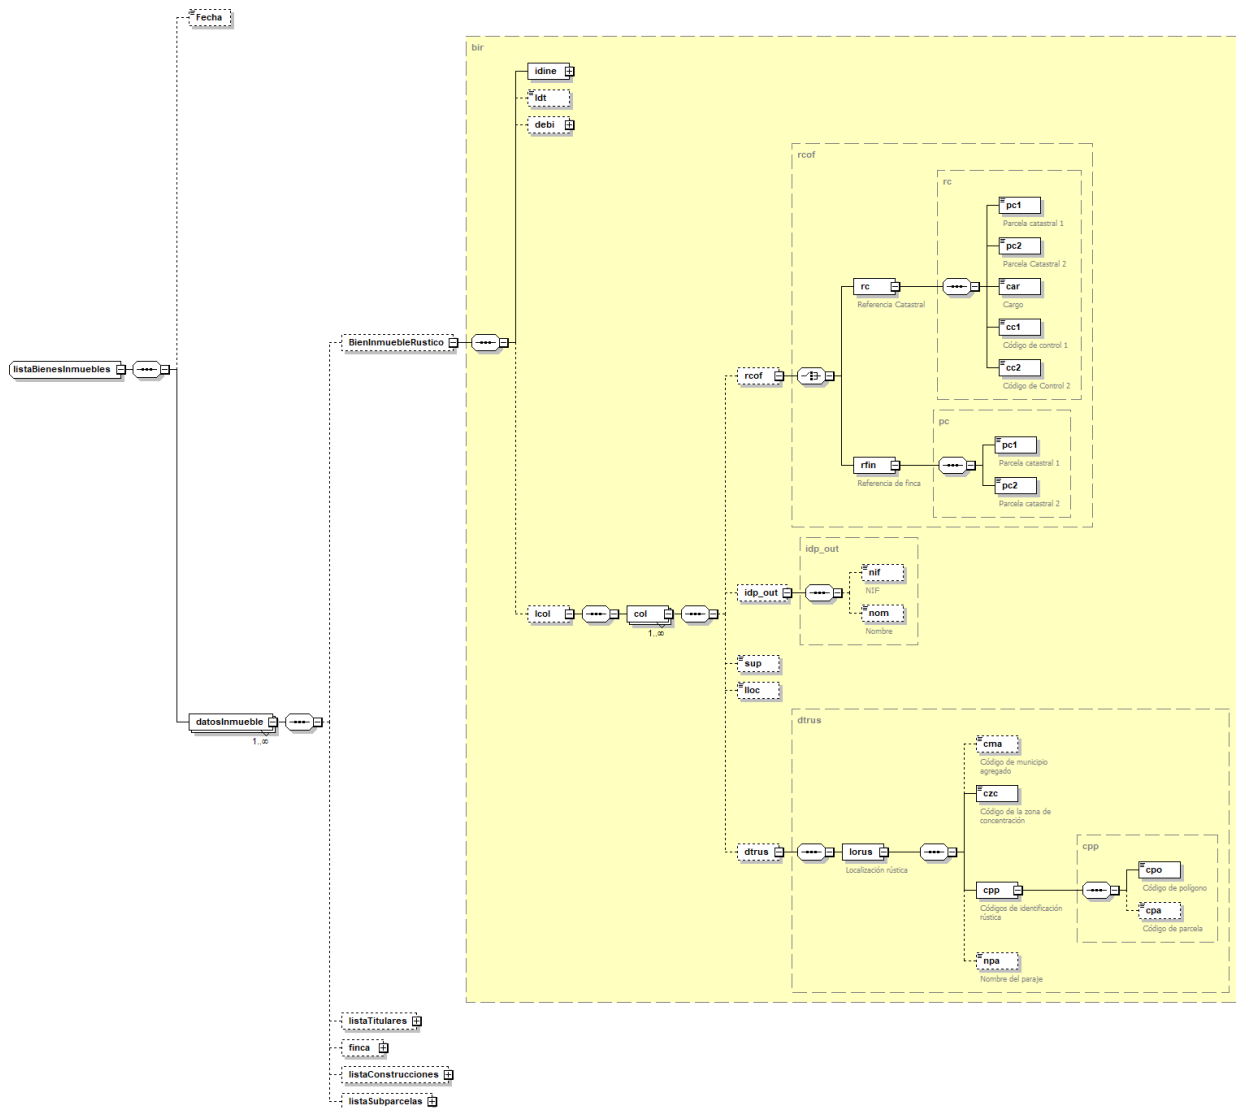 Fecha
bir
idine
ldt
debi
rcof
rc
pc1
Parcela catastral 1
pc2
Parcela Catastral 2
rc
Referencia Catastral
car
Cargo
cc1
Código de control 1
BienInmuebleRustico
listaBienesInmuebles
rcof
cc2
Código de Control 2
pc
pc1
Parcela catastral 1
rfin
Referencia de finca
pc2
Parcela catastral 2
idp_out
nif
NIF
idp_out
lcol
col
1..∞
nom
Nombre
sup
lloc
datosInmueble
1..∞
dtrus
cma
Código de municipio
agregado
czc
Código de la zona de
concentración
dtrus
lorus
Localización rústica
cpp
cpo
Código de polígono
cpp
Códigos de identificación
rústica
cpa
Código de parcela
npa
Nombre del paraje
listaTitulares
finca
listaConstrucciones
listaSubparcelas